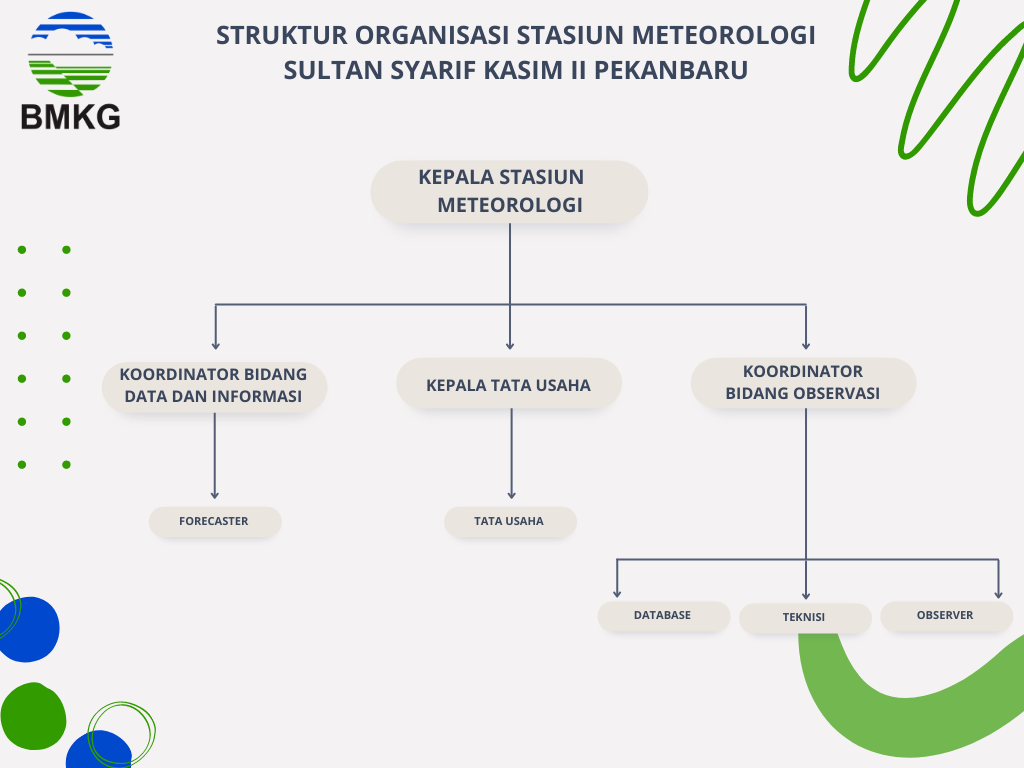 STRUKTUR ORGANISASI STASIUN METEOROLOGI
SULTAN SYARIF KASIM II PEKANBARU
BMKG
KEPALA STASIUN
METEOROLOGI
KOORDINATOR BIDANG
DATA DAN INFORMASI
KEPALA TATA USAHA
KOORDINATOR
BIDANG OBSERVASI
FORECASTER
TATA USAHA
DATABASE
TEKNISI
OBSERVER